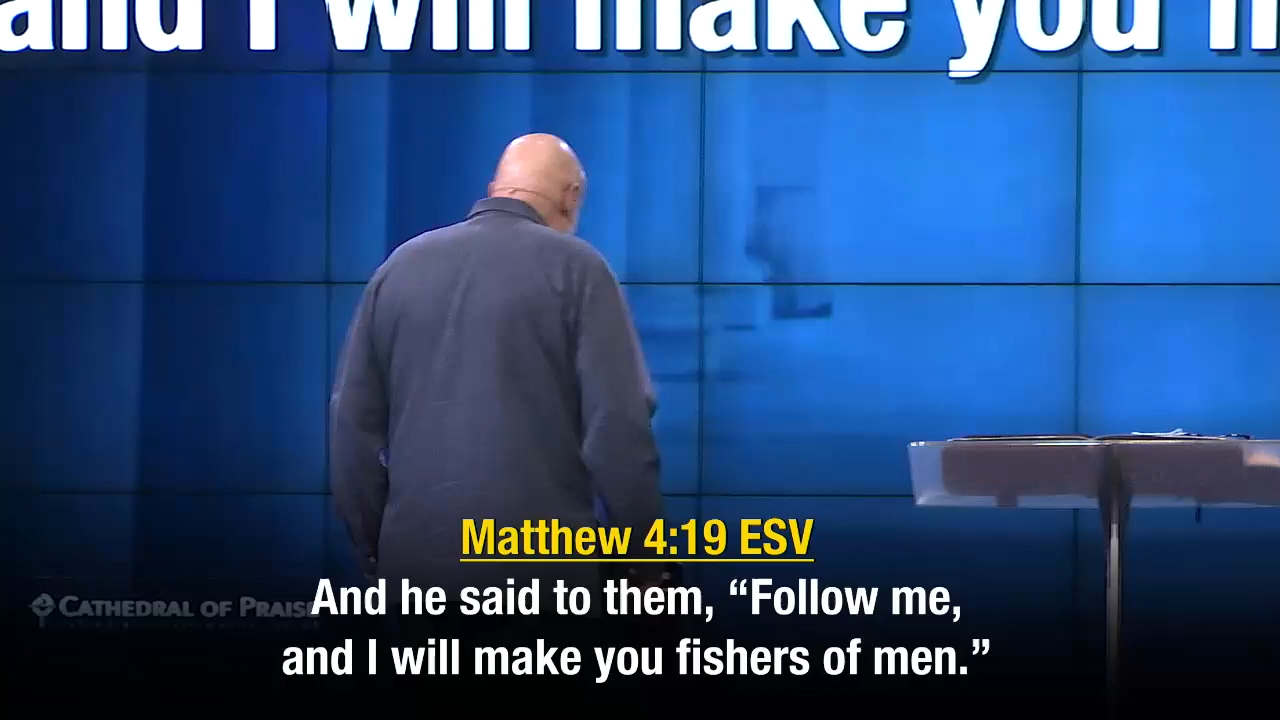 and I will make you
Matthew 4:19 ESV
And he said to them, “Follow me,
CATHEDRAL OF PRAISE
and I will make you fishers of men.”